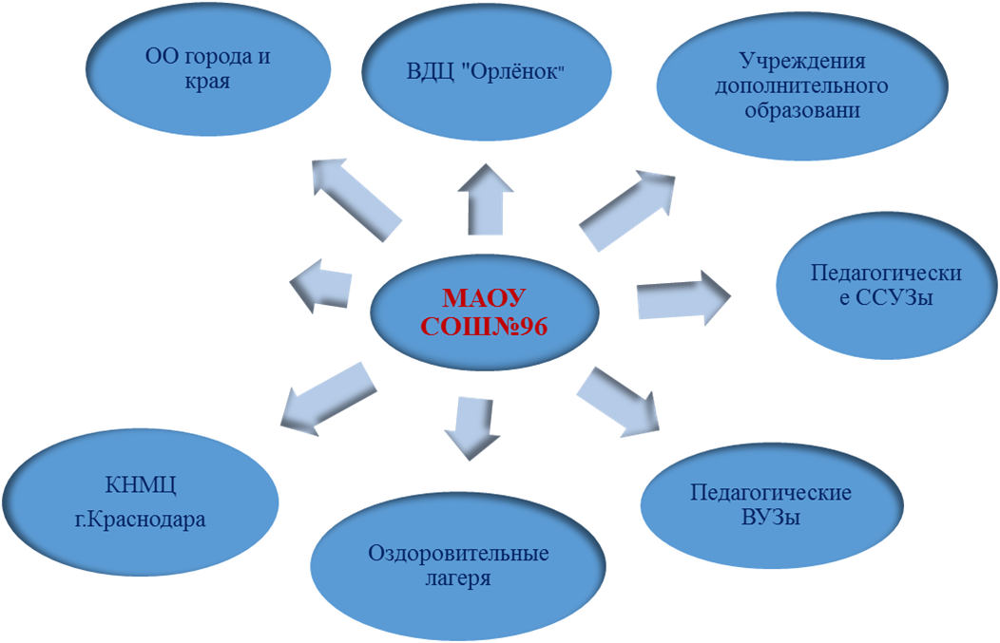 ОО города и
края
ВДЦ "Орлёнок"
Учреждения
дополнительного
образовани
Педагогически
е ССУЗы
МАОУ
СОШ№96
КНМЦ
г.Краснодара
Педагогические
ВУЗы
Оздоровительные
лагеря